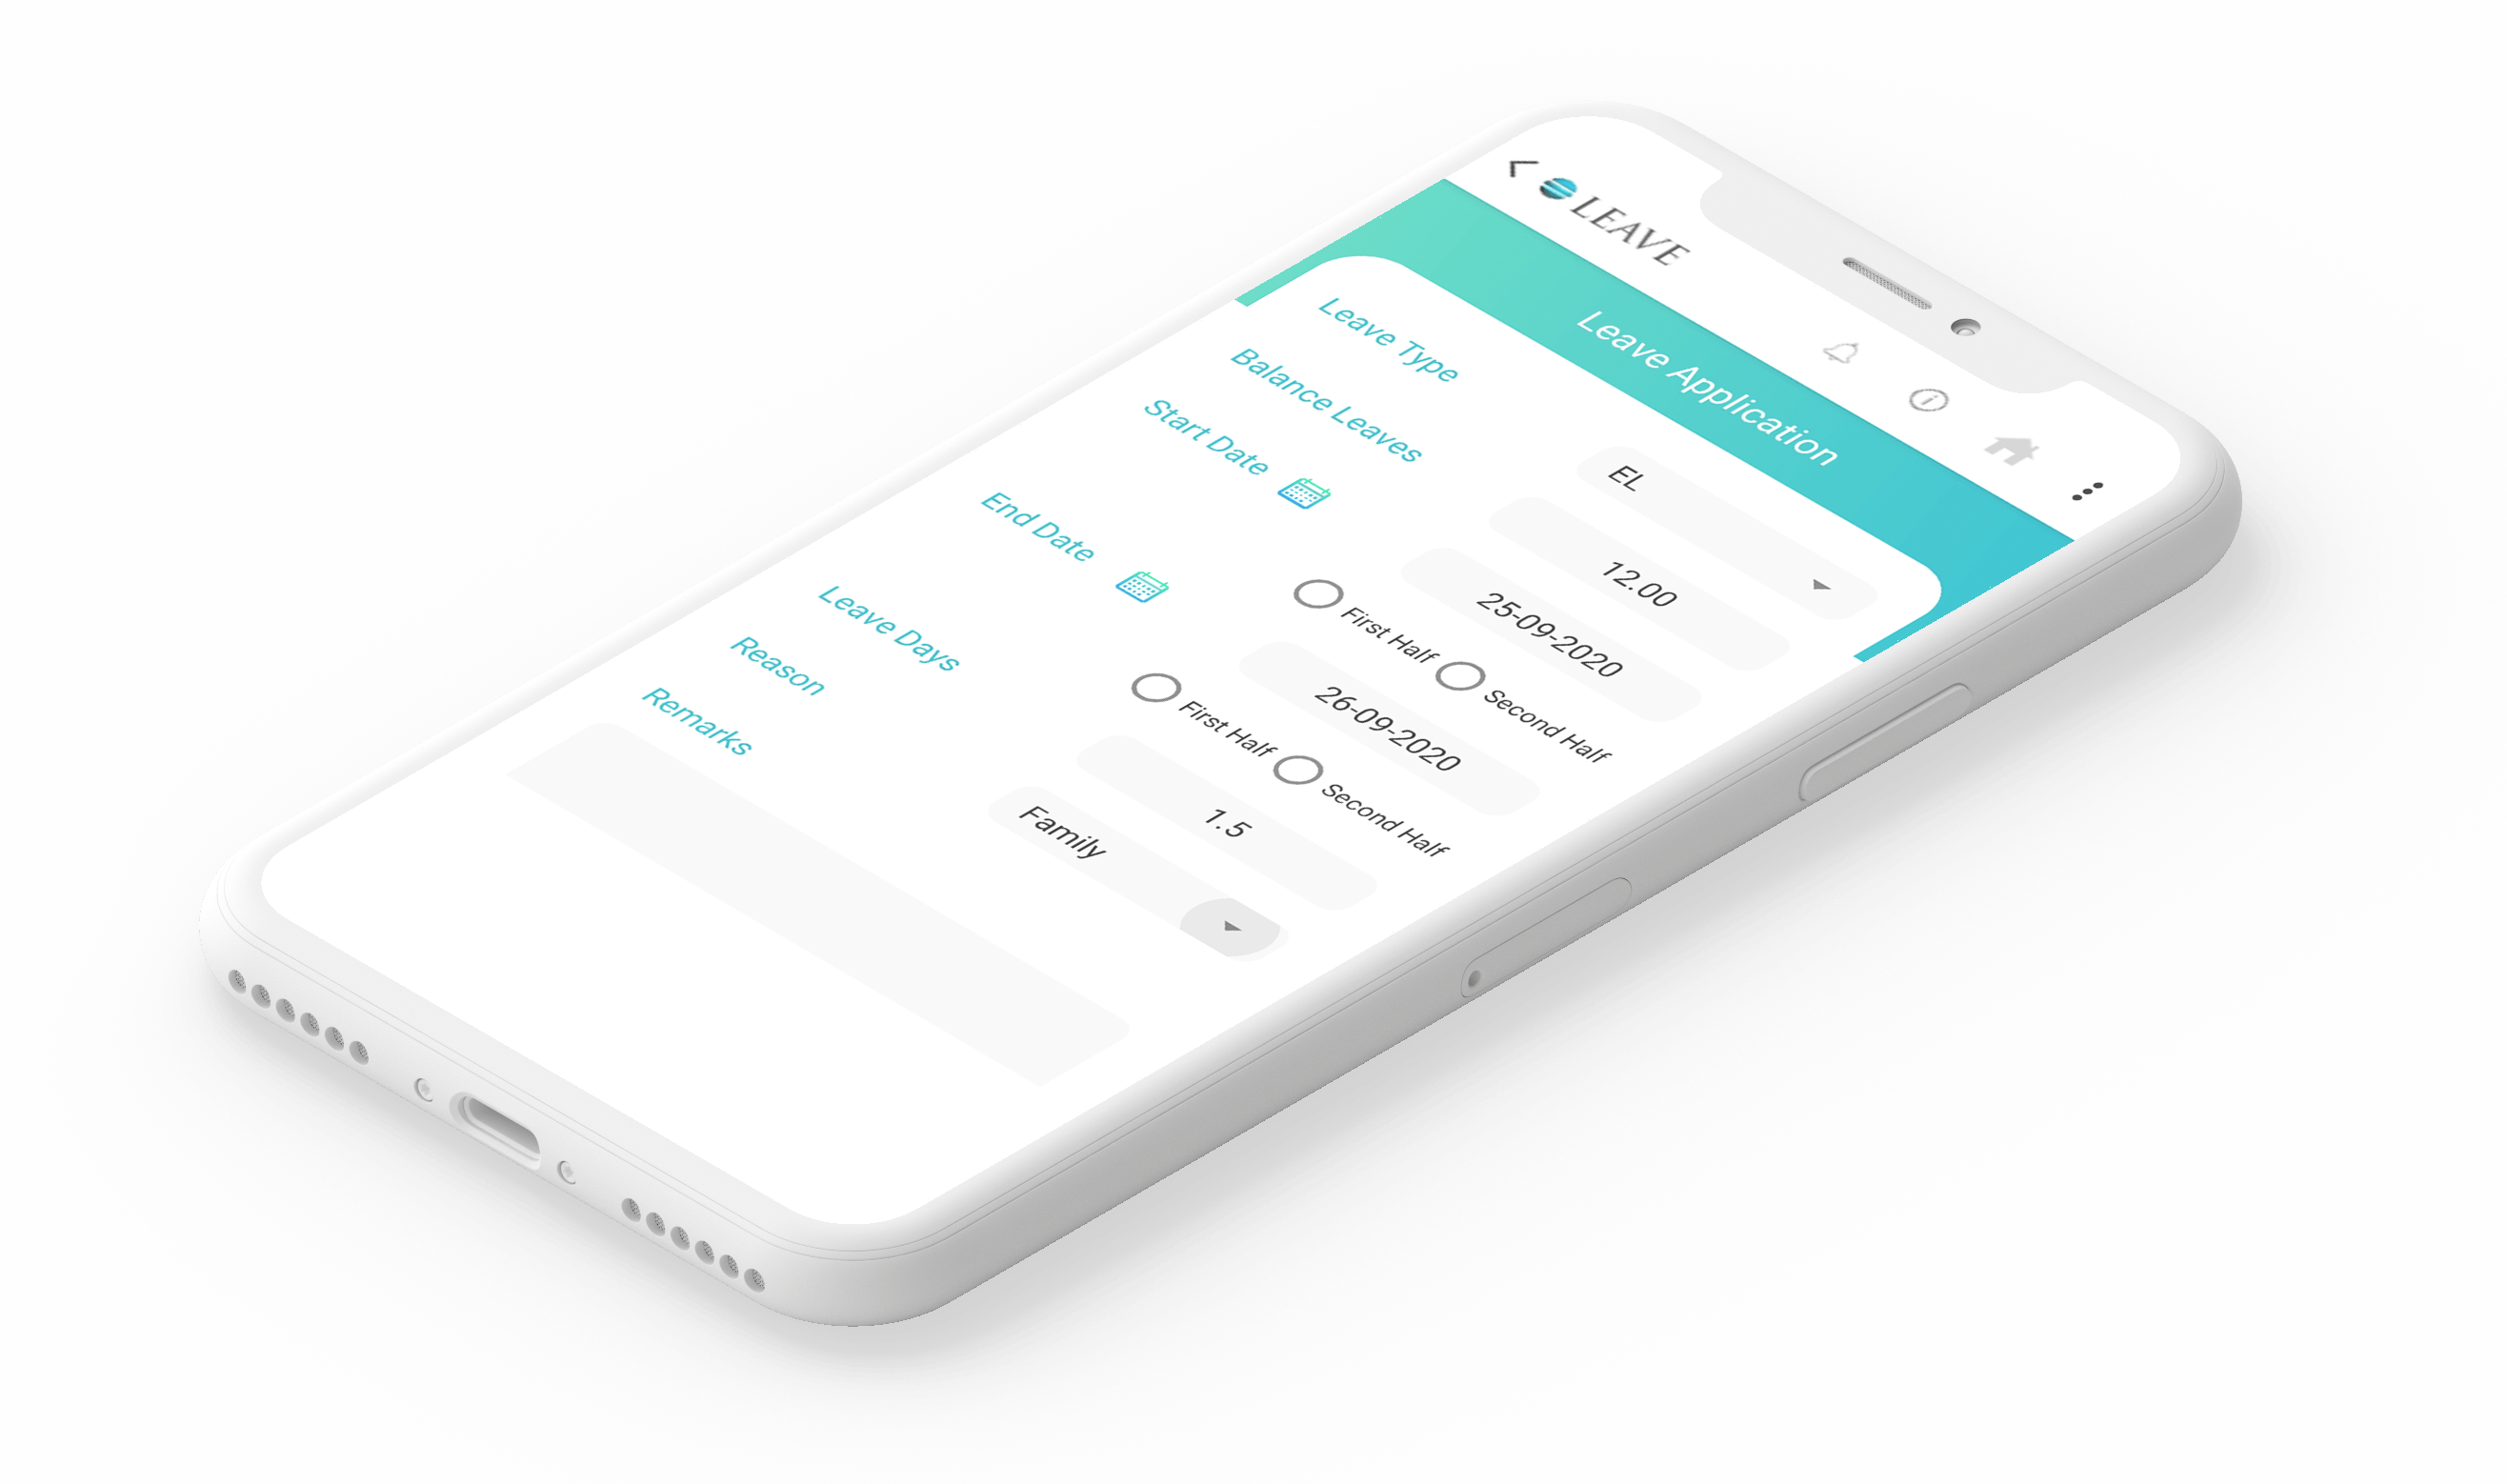 LEAVE
Leave Application
Leave Type EL
Balance Leaves 12.00
Start Date 25-09-2020
First Half Second Half
End Date 26-09-2020
First Half Second Half
Leave Days 1.5
Reason Family
Remarks